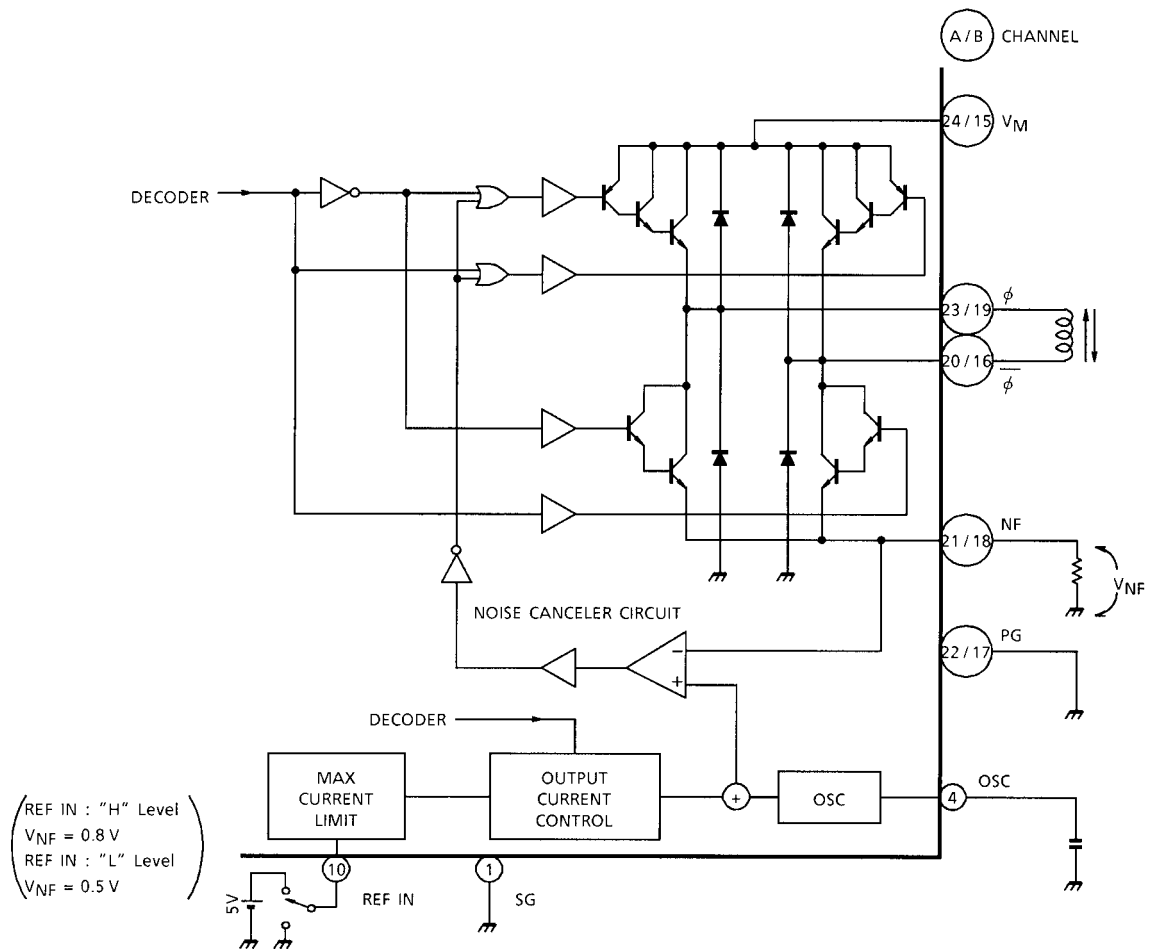 A / B CHANNEL
24 / 15 VM
DECODER
23 / 19 ϕ
20 / 16 ϕ
21 / 18 NF
VNF
NOISE CANCELER CIRCUIT
−
+
22 / 17 PG
DECODER
MAX
CURRENT
LIMIT
OUTPUT
CURRENT
CONTROL
+
OSC
4
OSC
REF IN : "H" Level
VNF = 0.8 V
REF IN : "L" Level
VNF = 0.5 V
10
REF IN
1
SG
5V